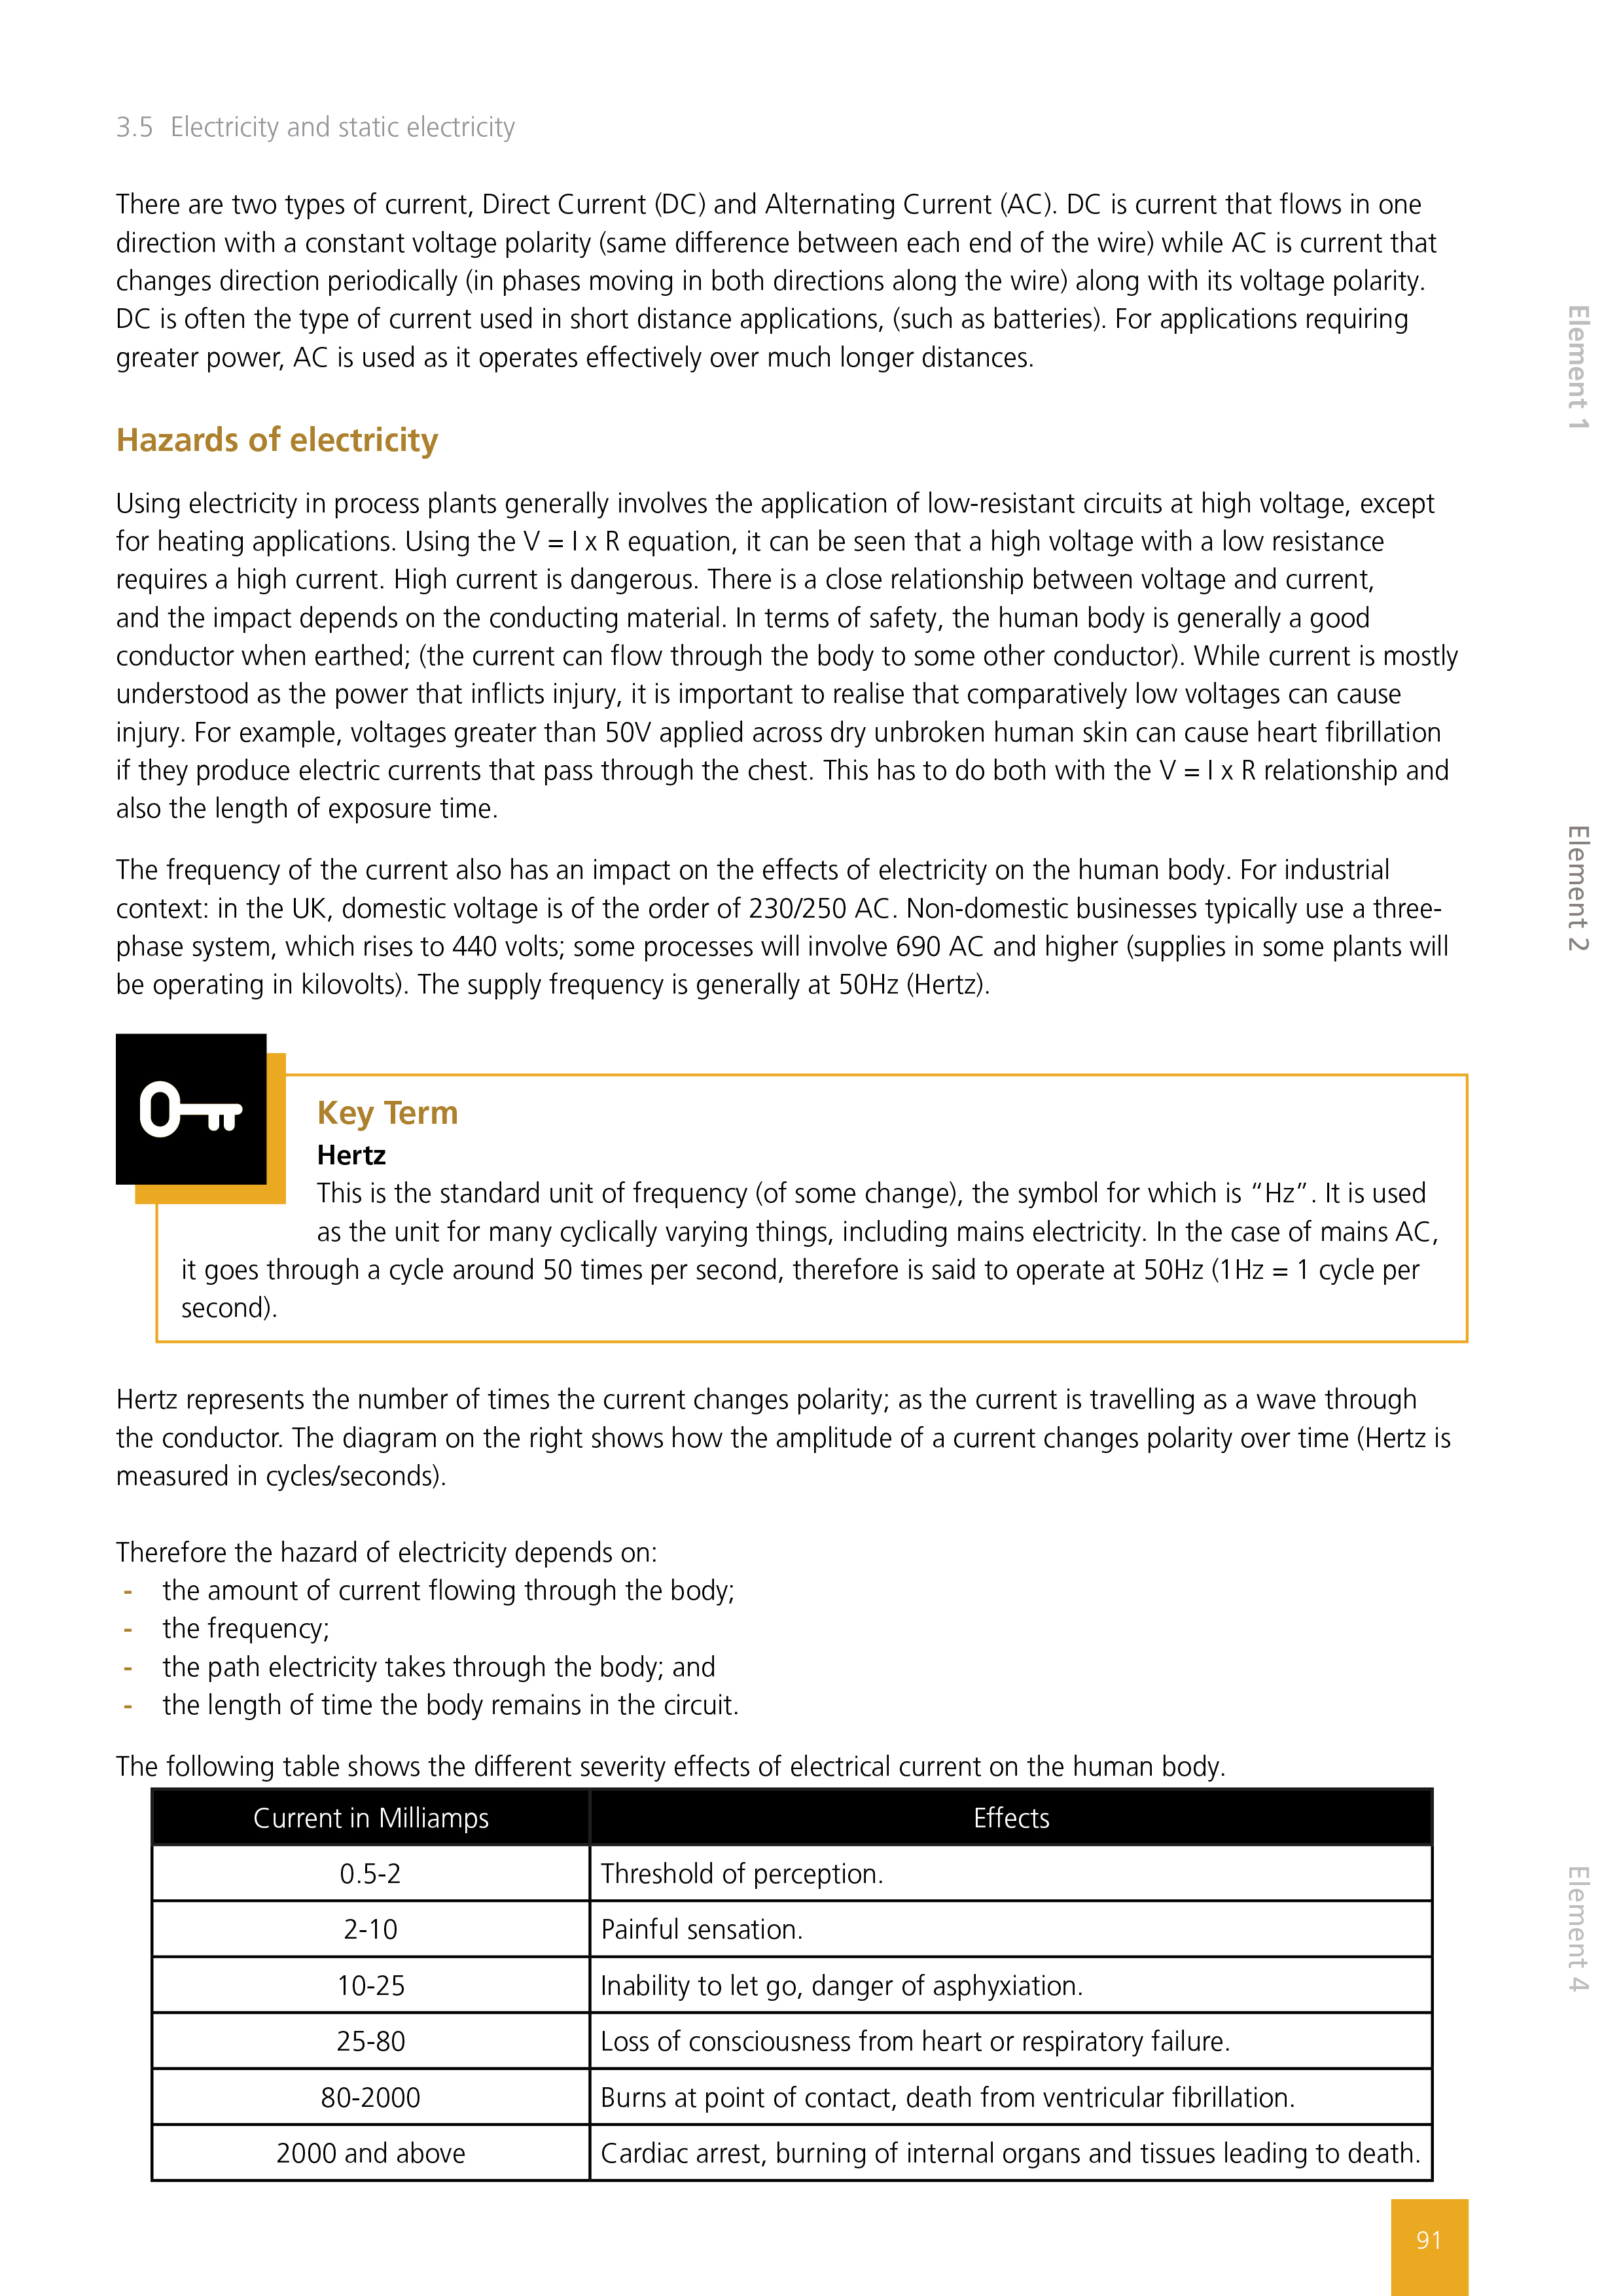 3.5 Electricity and static electricity
There are two types of current, Direct Current (DC) and Alternating Current (AC). DC is current that flows in one
direction with a constant voltage polarity (same difference between each end of the wire) while AC is current that
changes direction periodically (in phases moving in both directions along the wire) along with its voltage polarity.
DC is often the type of current used in short distance applications, (such as batteries). For applications requiring
greater power, AC is used as it operates effectively over much longer distances.
Hazards of electricity
Using electricity in process plants generally involves the application of low-resistant circuits at high voltage, except
for heating applications. Using the V = I x R equation, it can be seen that a high voltage with a low resistance
requires a high current. High current is dangerous. There is a close relationship between voltage and current,
and the impact depends on the conducting material. In terms of safety, the human body is generally a good
conductor when earthed; (the current can flow through the body to some other conductor). While current is mostly
understood as the power that inflicts injury, it is important to realise that comparatively low voltages can cause
injury. For example, voltages greater than 50V applied across dry unbroken human skin can cause heart fibrillation
if they produce electric currents that pass through the chest. This has to do both with the V = I x R relationship and
also the length of exposure time.
The frequency of the current also has an impact on the effects of electricity on the human body. For industrial
context: in the UK, domestic voltage is of the order of 230/250 AC. Non-domestic businesses typically use a three-
phase system, which rises to 440 volts; some processes will involve 690 AC and higher (supplies in some plants will
be operating in kilovolts). The supply frequency is generally at 50Hz (Hertz).
Key Term
Hertz
This is the standard unit of frequency (of some change), the symbol for which is “Hz”. It is used
as the unit for many cyclically varying things, including mains electricity. In the case of mains AC,
it goes through a cycle around 50 times per second, therefore is said to operate at 50Hz (1Hz = 1 cycle per
second).
Hertz represents the number of times the current changes polarity; as the current is travelling as a wave through
the conductor. The diagram on the right shows how the amplitude of a current changes polarity over time (Hertz is
measured in cycles/seconds).
Therefore the hazard of electricity depends on:
- the amount of current flowing through the body;
- the frequency;
- the path electricity takes through the body; and
- the length of time the body remains in the circuit.
The following table shows the different severity effects of electrical current on the human body.
Current in Milliamps Effects
0.5-2 Threshold of perception.
2-10 Painful sensation.
10-25 Inability to let go, danger of asphyxiation.
25-80 Loss of consciousness from heart or respiratory failure.
80-2000 Burns at point of contact, death from ventricular fibrillation.
2000 and above Cardiac arrest, burning of internal organs and tissues leading to death.
91
Element 1
Element 2
Element 4